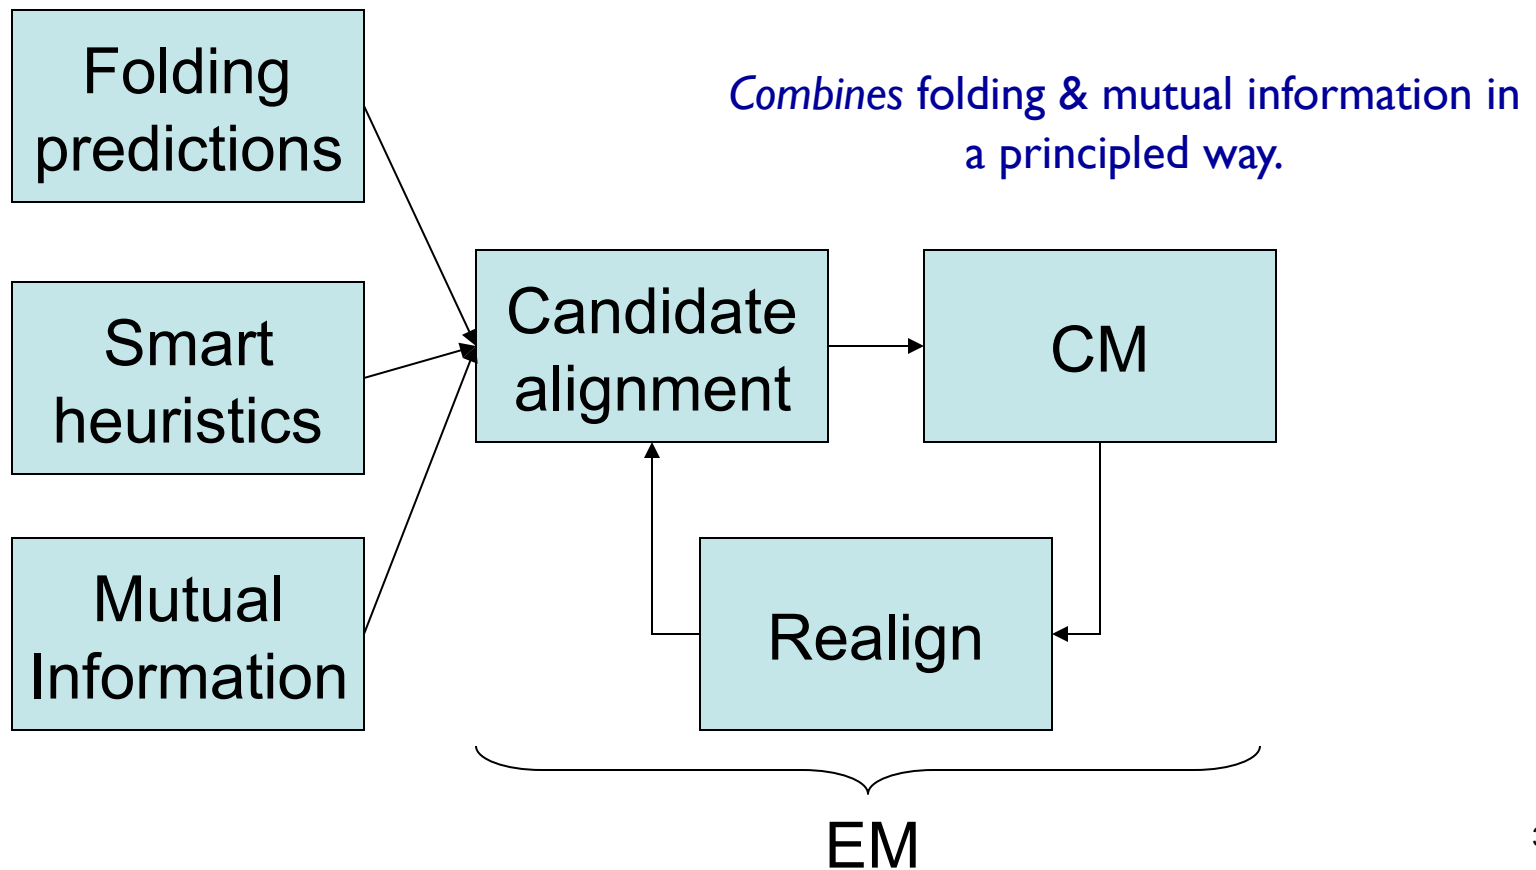 Folding
predictions
Combines folding & mutual information in
a principled way.
Smart
heuristics
Candidate
alignment
CM
Mutual
Information
Realign
EM